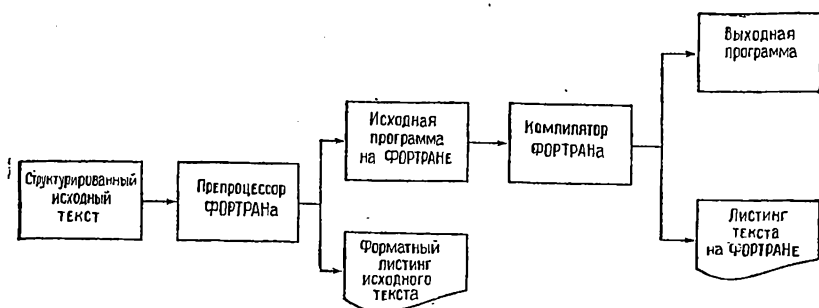 Структурированный
исходный
текст
Препроцессор
ФОРТРАНа
Исходная
программа
на ФОРТРАНЕ
Форматный
листинг
исходного
текста
Компилятор
ФОРТРАНа
Выходная
программа
Листинг
текста
на ФОРТРАНЕ